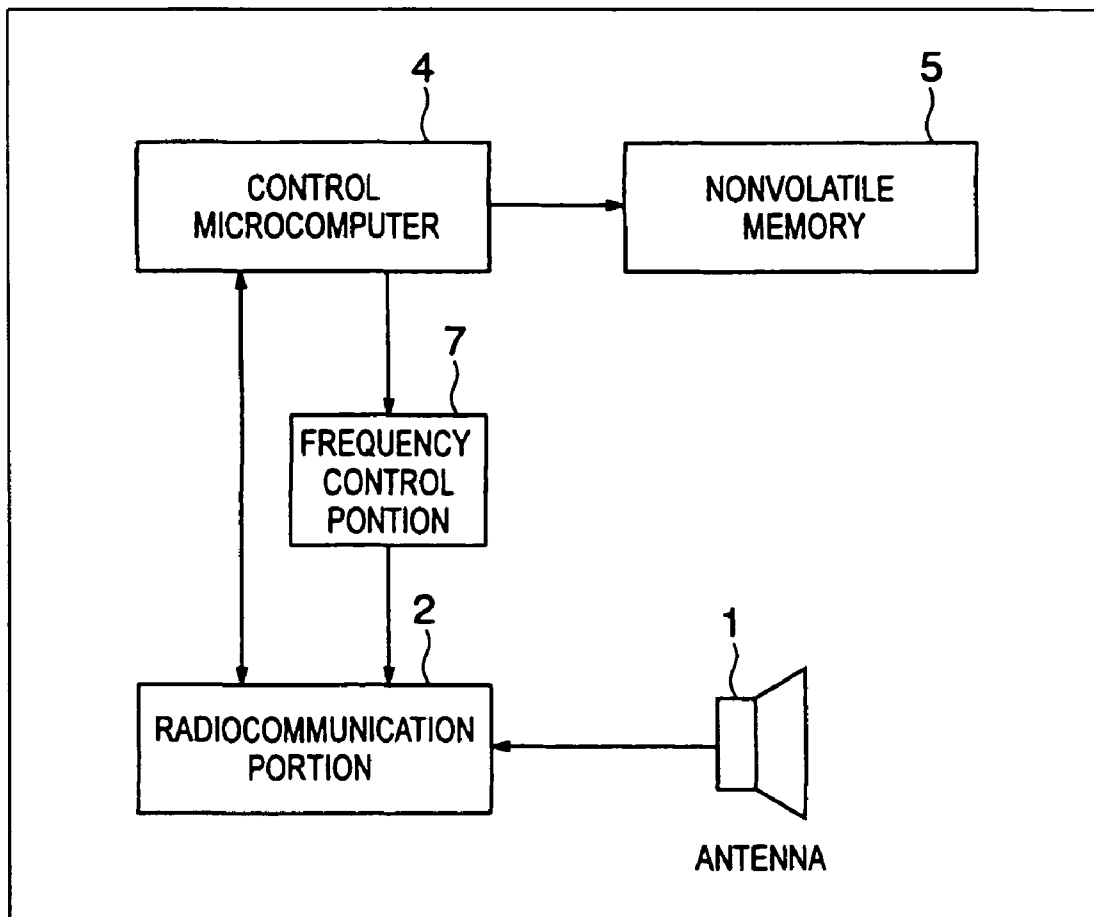 4
5
CONTROL
MICROCOMPUTER
NONVOLATILE
MEMORY
7
FREQUENCY
CONTROL
PONTION
2
1
RADIOCOMMUNICATION
PORTION
ANTENNA